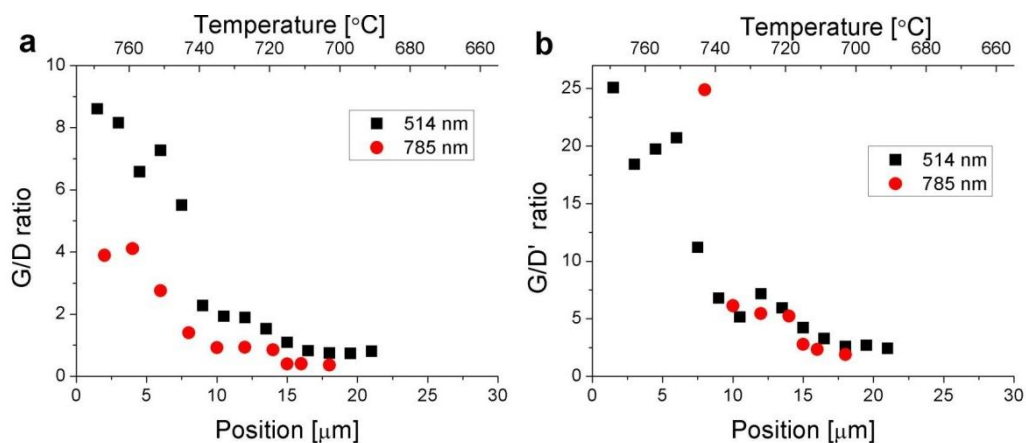 a
Temperature [°C]
760 740 720 700 680 660
10
8
6
4
2
0
G/D ratio
514 nm
785 nm
0 5 10 15 20 25 30
Position [μm]
b
Temperature [°C]
760 740 720 700 680 660
25
20
15
10
5
0
G/D' ratio
514 nm
785 nm
0 5 10 15 20 25 30
Position [μm]